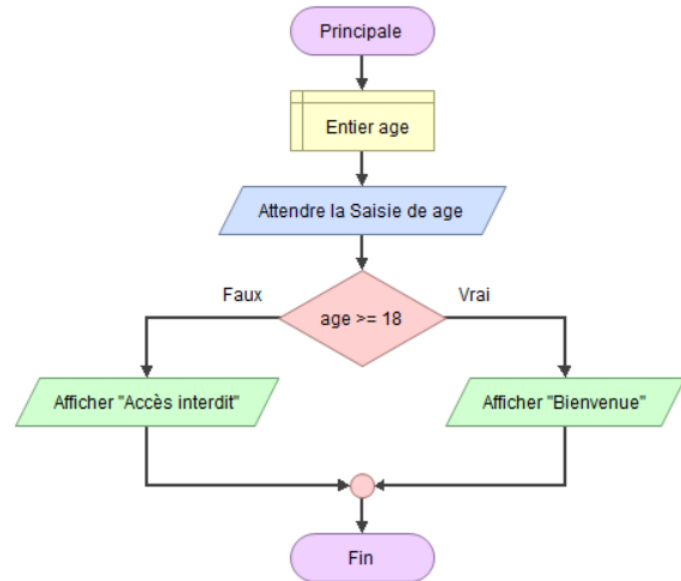 Principale
Entier age
Attendre la Saisie de age
Faux
Vrai
age >= 18
Afficher "Accès interdit"
Afficher "Bienvenue"
Fin